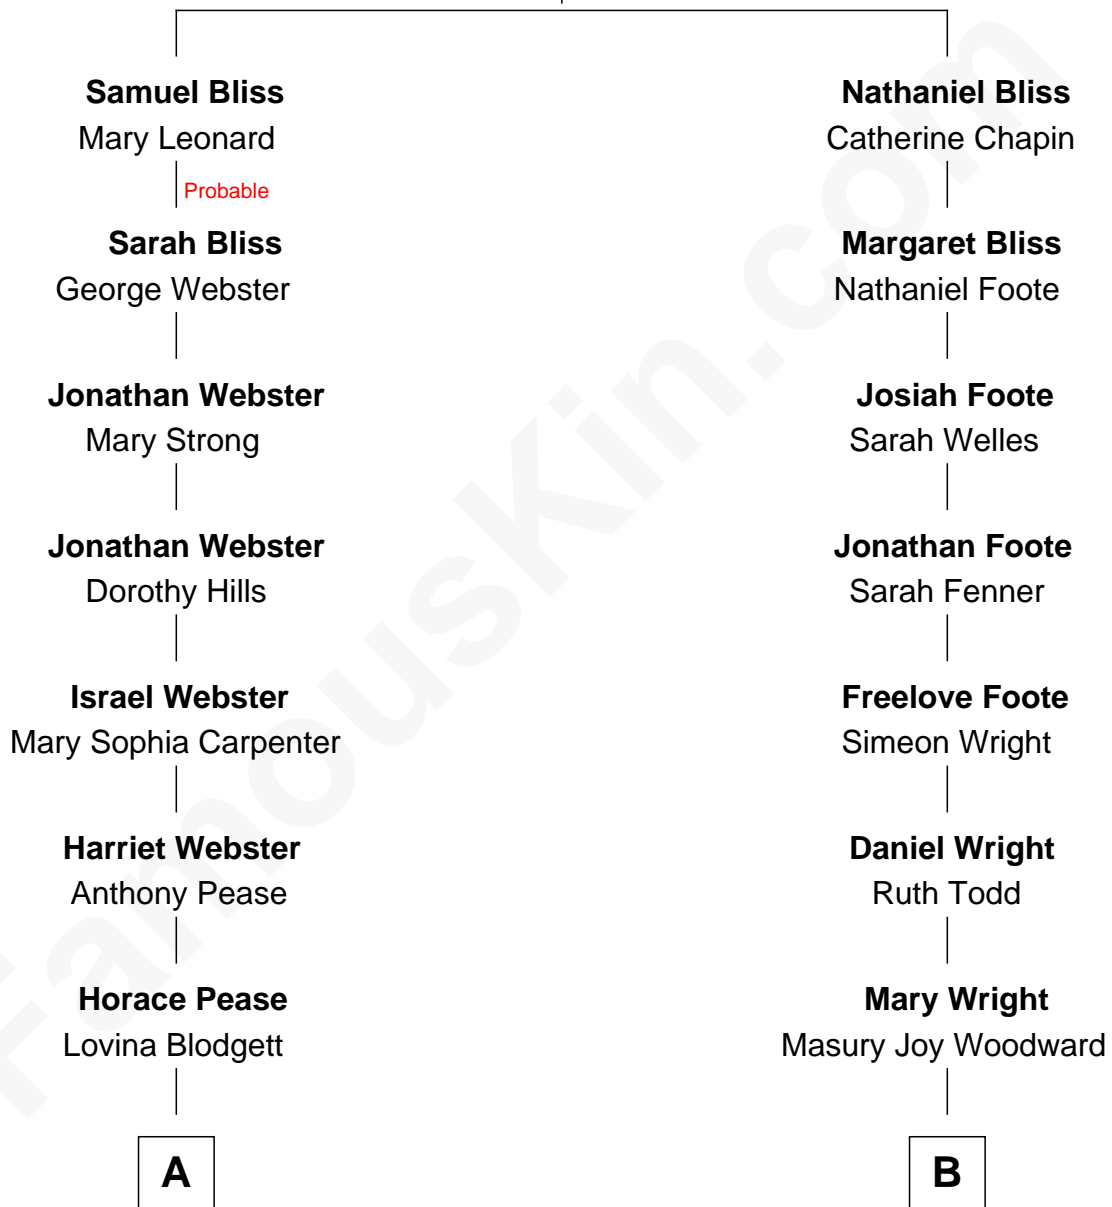 Samuel Bliss
Mary Leonard
Probable
Sarah Bliss
George Webster
Jonathan Webster
Mary Strong
Jonathan Webster
Dorothy Hills
Israel Webster
Mary Sophia Carpenter
Harriet Webster
Anthony Pease
Horace Pease
Lovina Blodgett
A
Nathaniel Bliss
Catherine Chapin
Margaret Bliss
Nathaniel Foote
Josiah Foote
Sarah Welles
Jonathan Foote
Sarah Fenner
Freelove Foote
Simeon Wright
Daniel Wright
Ruth Todd
Mary Wright
Masury Joy Woodward
B
FamousKin.com